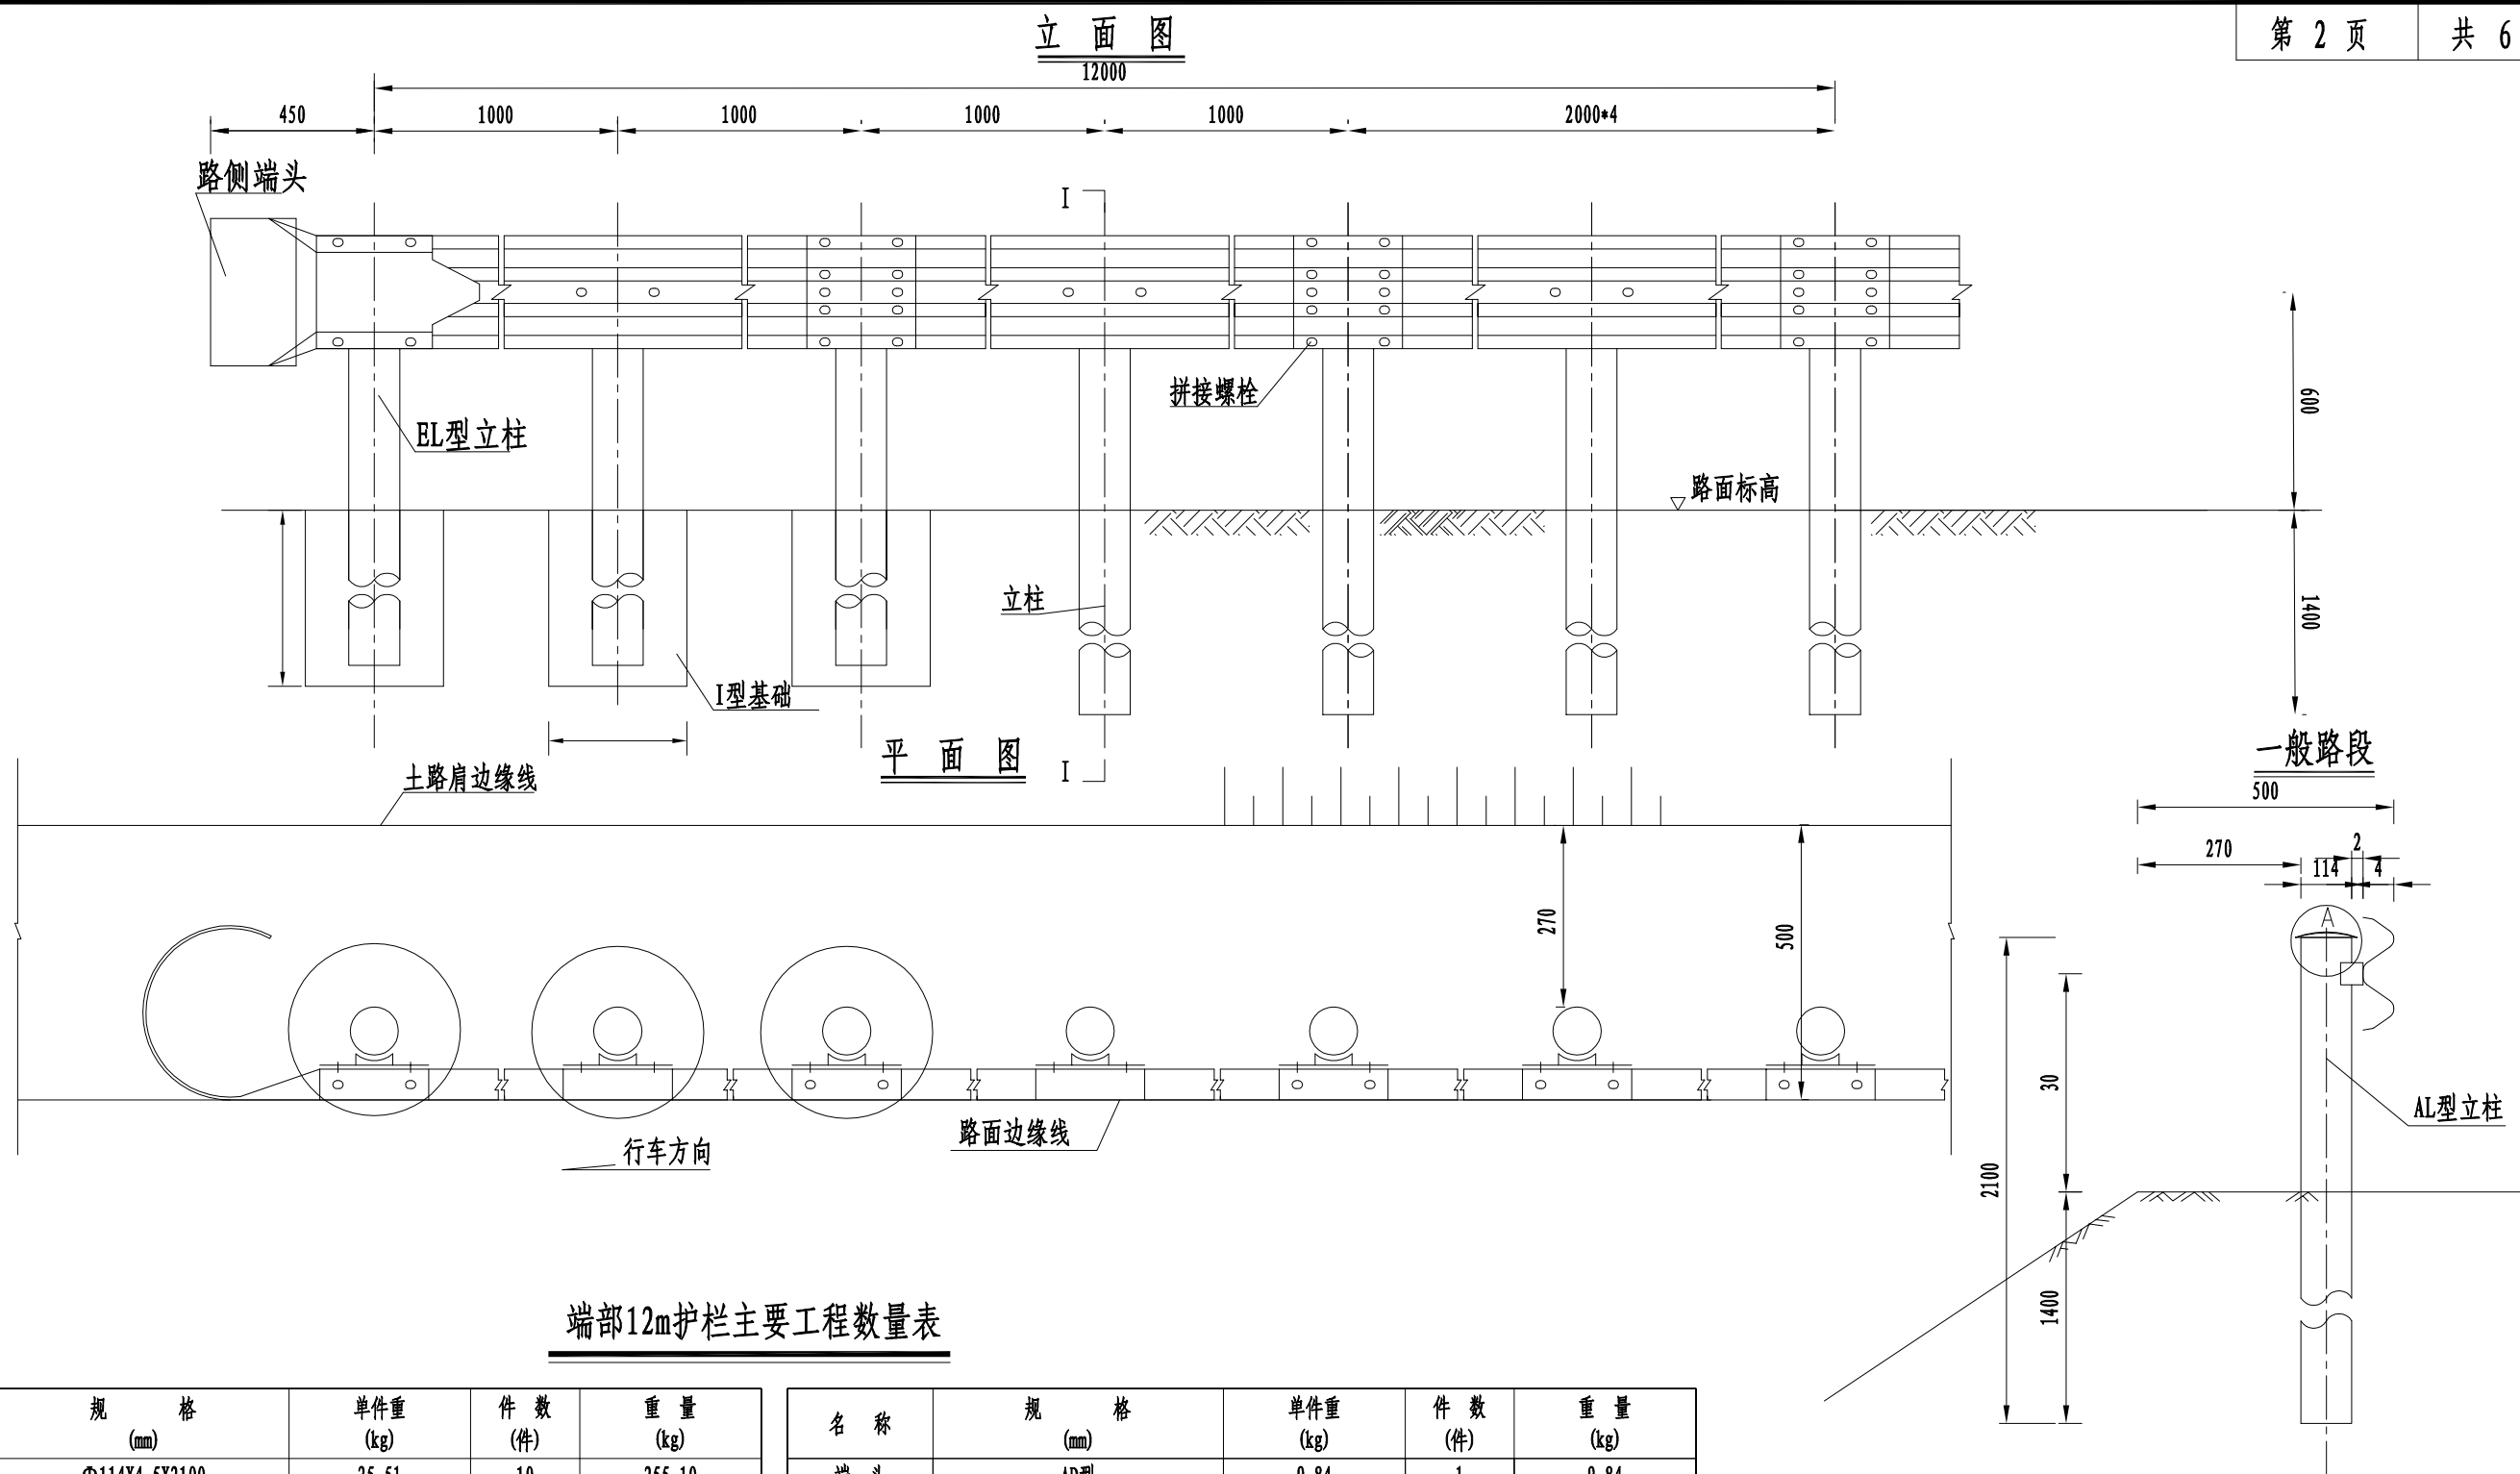 立 面 图
第 2 页
共 6
12000
450
1000
1000
1000
1000
2000*4
路侧端头
I
拼接螺栓
EL型立柱
600
路面标高
立柱
1400
I型基础
平 面 图
I
一般路段
土路肩边缘线
500
270
2
114
4
A
270
500
30
AL型立柱
路面边缘线
行车方向
2100
1400
端部12m护栏主要工程数量表
规 格
(mm)
单件重
(kg)
件 数
(件)
重 量
(kg)
名 称
规 格
(mm)
单件重
(kg)
件 数
(件)
重 量
(kg)